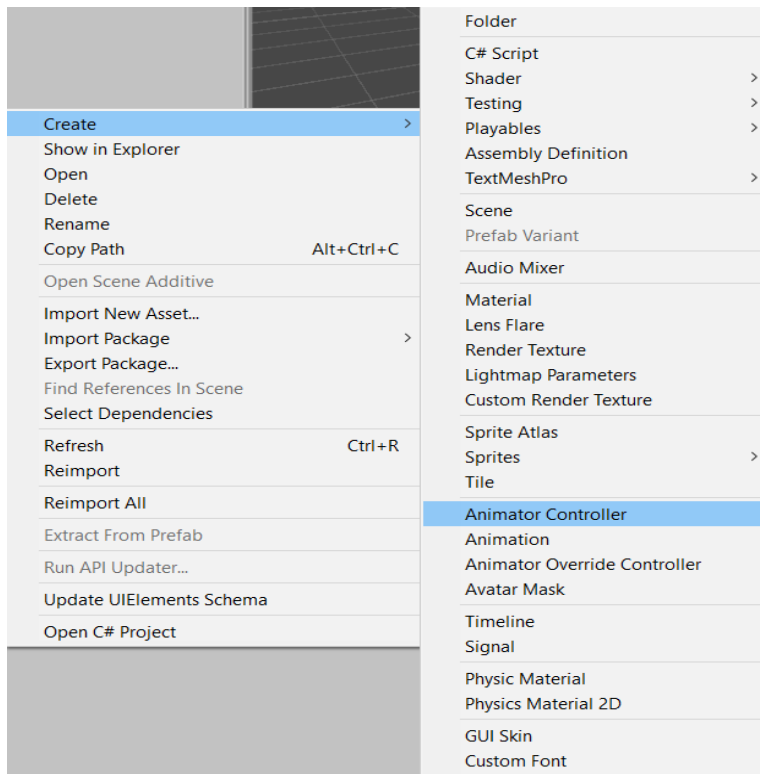 Create >
Show in Explorer
Open
Delete
Rename
Copy Path Alt+Ctrl+C
Open Scene Additive
Import New Asset...
Import Package >
Export Package...
Find References In Scene
Select Dependencies
Refresh Ctrl+R
Reimport
Reimport All
Extract From Prefab
Run API Updater...
Update UIElements Schema
Open C# Project
Folder
C# Script
Shader >
Testing >
Playables >
Assembly Definition
TextMeshPro >
Scene
Prefab Variant
Audio Mixer
Material
Lens Flare
Render Texture
Lightmap Parameters
Custom Render Texture
Sprite Atlas
Sprites >
Tile
Animator Controller
Animation
Animator Override Controller
Avatar Mask
Timeline
Signal
Physic Material
Physics Material 2D
GUI Skin
Custom Font